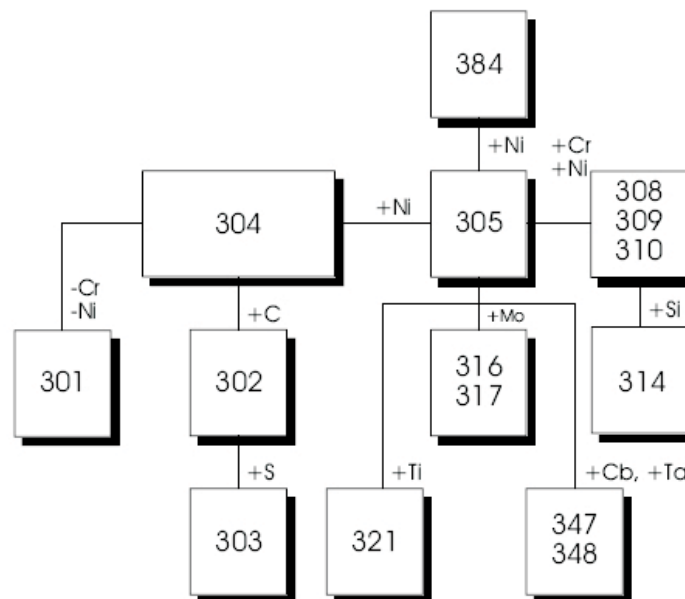 384
+Ni
+Cr
+Ni
304
+Ni
305
308
309
310
-Cr
-Ni
+C
+Mo
+Si
301
302
316
317
314
+S
+Ti
+Cb, +Ta
303
321
347
348